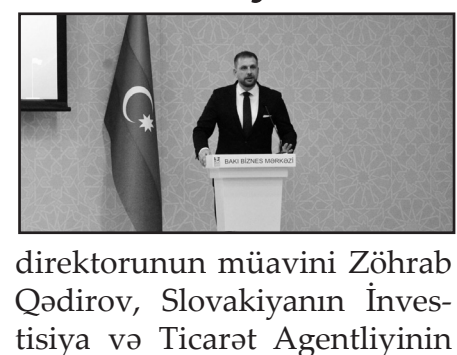 BAKI BİZNES MƏRKƏZİ
direktorunun müavini Zöhrab
Qədirov, Slovakiyanın İnves-
tisiya və Ticarət Agentliyinin